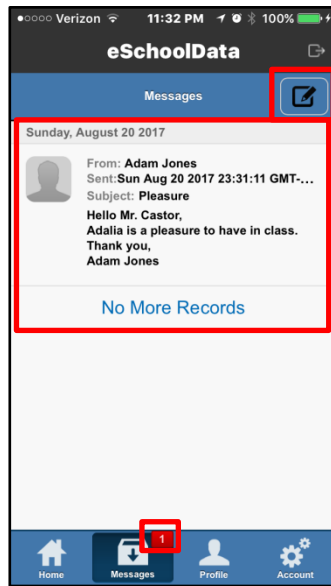 Verizon 11:32 PM 100%
eSchoolData
Messages
Sunday, August 20 2017
From: Adam Jones
Sent:Sun Aug 20 2017 23:31:11 GMT-...
Subject: Pleasure
Hello Mr. Castor,
Adalia is a pleasure to have in class.
Thank you,
Adam Jones
No More Records
1
Home Messages Profile Account